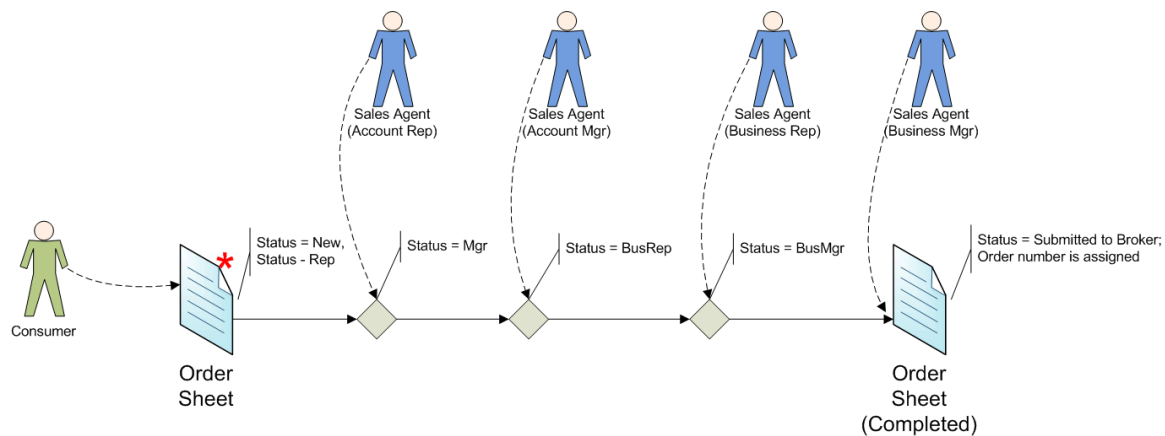 Sales Agent
(Account Rep)
Sales Agent
(Account Mgr)
Sales Agent
(Business Rep)
Sales Agent
(Business Mgr)
Consumer
*
Status = New,
Status - Rep
Status = Mgr
Status = BusRep
Status = BusMgr
Status = Submitted to Broker;
Order number is assigned
Order
Sheet
Order
Sheet
(Completed)